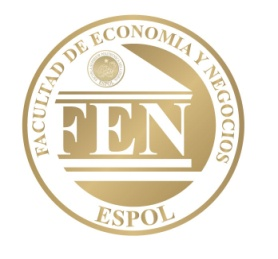 FACULTAD DE ECONOMIA Y NEGOCIOS
FEN
ESPOL